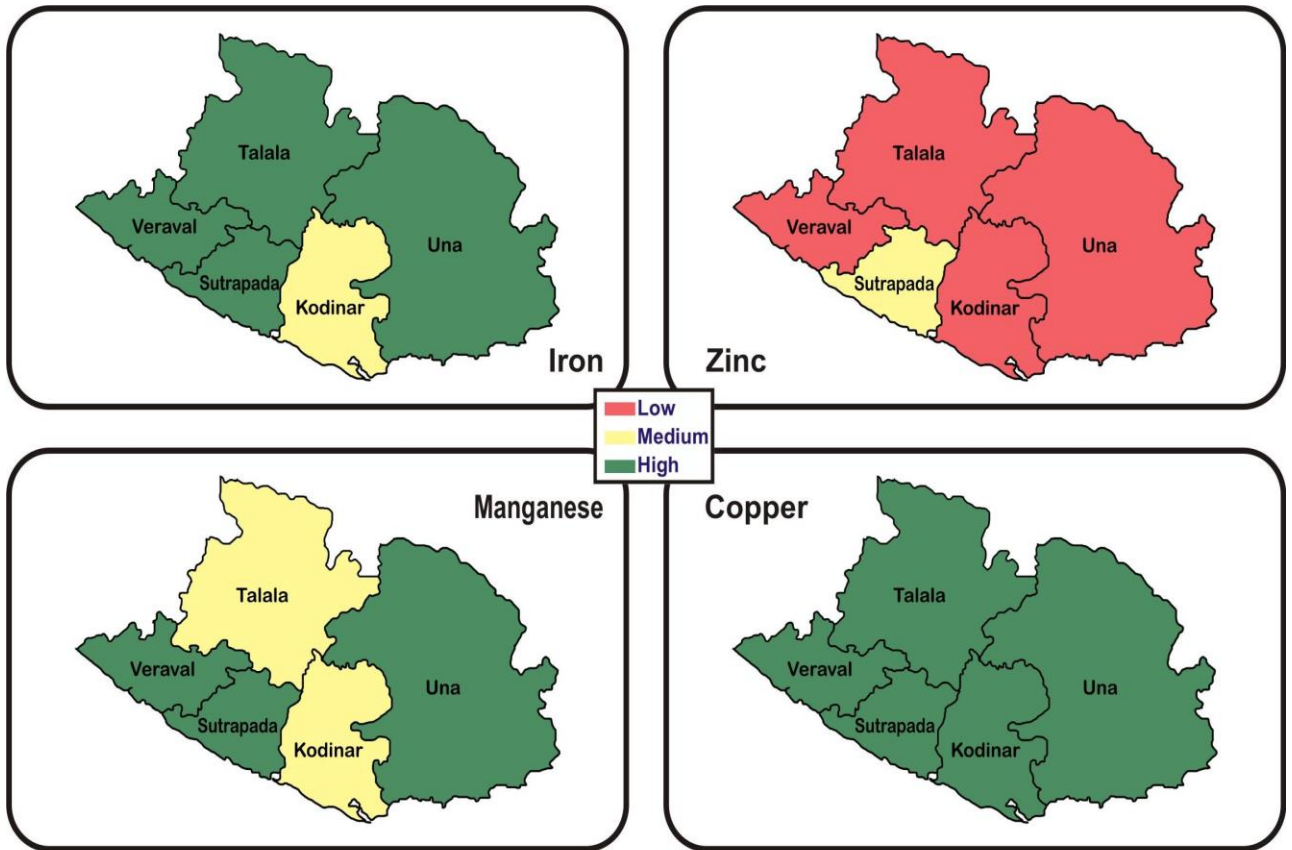 Talala
Veraval
Una
Sutrapada
Kodinar
Iron
Talala
Veraval
Una
Sutrapada
Kodinar
Zinc
Low
Medium
High
Manganese
Talala
Veraval
Una
Sutrapada
Kodinar
Copper
Talala
Veraval
Una
Sutrapada
Kodinar